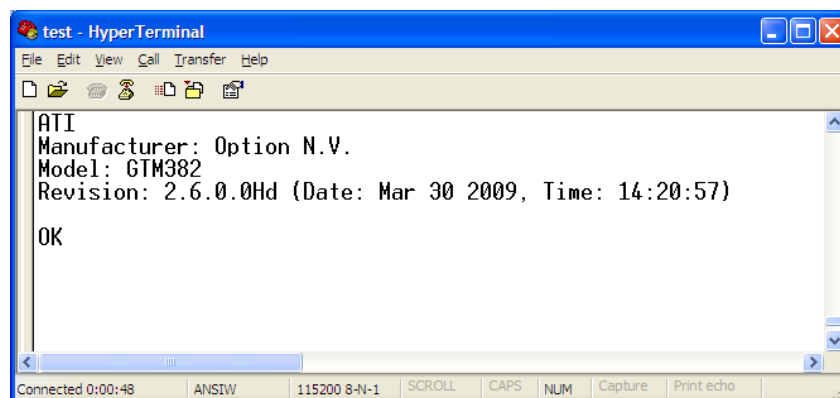 test - HyperTerminal
File Edit View Call Transfer Help
ATI
Manufacturer: Option N.V.
Model: GTM382
Revision: 2.6.0.0Hd (Date: Mar 30 2009, Time: 14:20:57)
OK
Connected 0:00:48 ANSIW 115200 8-N-1 SCROLL CAPS NUM Capture Print echo